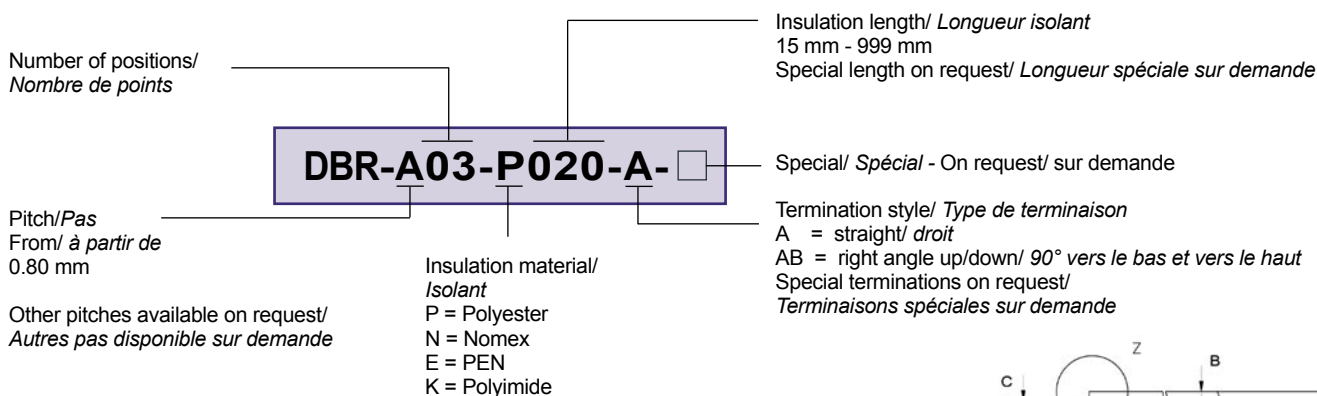 Insulation length/ Longueur isolant
15 mm - 999 mm
Special length on request/ Longueur spéciale sur demande
Number of positions/
Nombre de points
DBR-A03-P020-A-□
Special/ Spécial - On request/ sur demande
Pitch/Pas
From/ à partir de
0.80 mm
Other pitches available on request/
Autres pas disponible sur demande
Insulation material/
Isolant
P = Polyester
N = Nomex
E = PEN
K = Polyimide
Termination style/ Type de terminaison
A = straight/ droit
AB = right angle up/down/ 90° vers le bas et vers le haut
Special terminations on request/
Terminaisons spéciales sur demande
Z
B
C